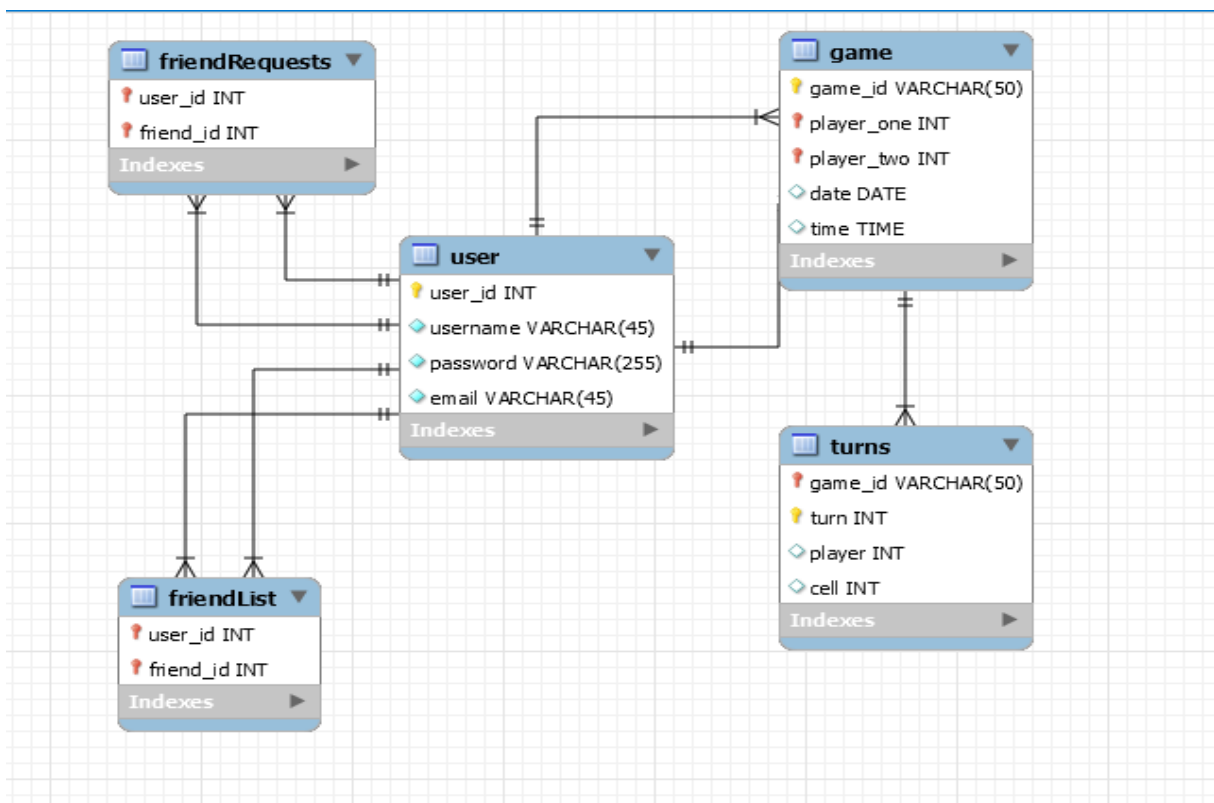 friendRequests
user_id INT
friend_id INT
Indexes
game
game_id VARCHAR(50)
player_one INT
player_two INT
date DATE
time TIME
Indexes
user
user_id INT
username VARCHAR(45)
password VARCHAR(255)
email VARCHAR(45)
Indexes
turns
game_id VARCHAR(50)
turn INT
player INT
cell INT
Indexes
friendList
user_id INT
friend_id INT
Indexes